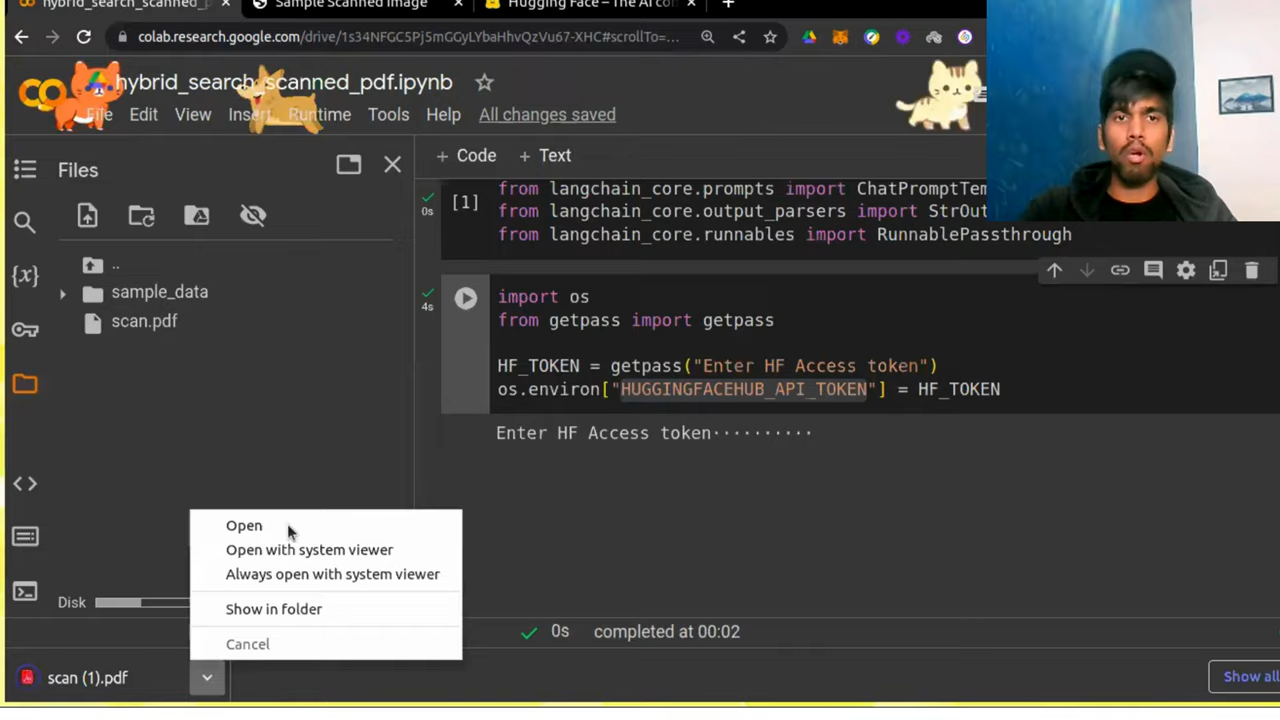 hybrid_search_scanned_p
Sample Scanned Image
Hugging Face – The AI co
colab.research.google.com/drive/1s34NFGC5Pj5mGGyLYbaHhvQzVu67-XHC#scrollTo=...
hybrid_search_scanned_pdf.ipynb
File Edit View Insert Runtime Tools Help All changes saved
Files
+ Code + Text
..
sample_data
scan.pdf
{x}
0s
[1]
from langchain_core.prompts import ChatPromptTem
from langchain_core.output_parsers import StrOut
from langchain_core.runnables import RunnablePassthrough
4s
import os
from getpass import getpass
HF_TOKEN = getpass("Enter HF Access token")
os.environ["HUGGINGFACEHUB_API_TOKEN"] = HF_TOKEN
Enter HF Access token··········
Open
Open with system viewer
Always open with system viewer
Show in folder
Cancel
Disk
0s completed at 00:02
scan (1).pdf
Show all